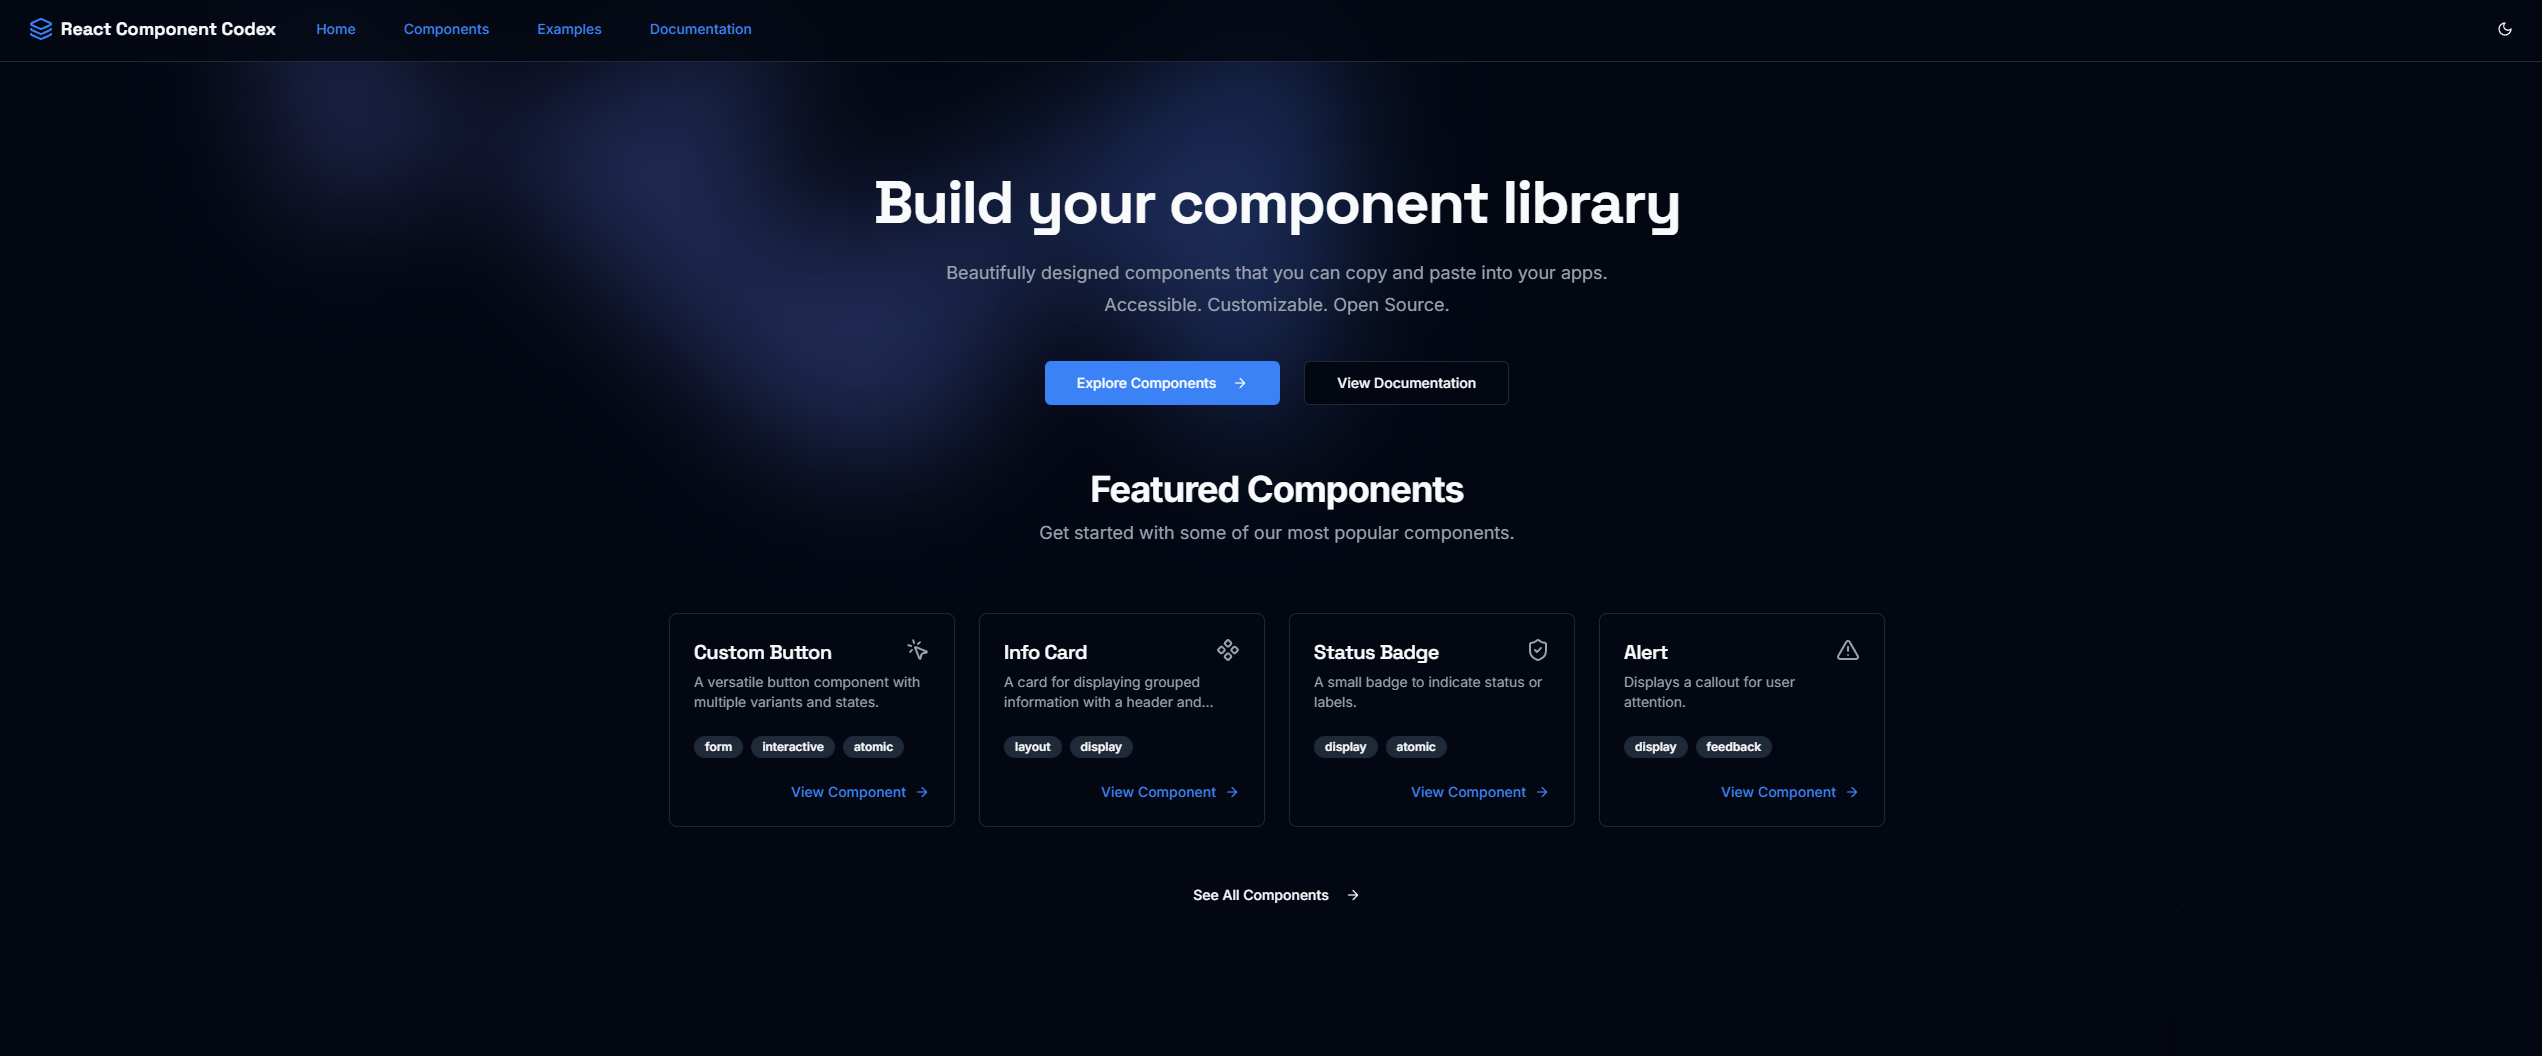 React Component Codex
Home
Components
Examples
Documentation
Build your component library
Beautifully designed components that you can copy and paste into your apps.
Accessible. Customizable. Open Source.
Explore Components
View Documentation
Featured Components
Get started with some of our most popular components.
Custom Button
A versatile button component with
multiple variants and states.
form
interactive
atomic
View Component
Info Card
A card for displaying grouped
information with a header and...
layout
display
View Component
Status Badge
A small badge to indicate status or
labels.
display
atomic
View Component
Alert
Displays a callout for user
attention.
display
feedback
View Component
See All Components